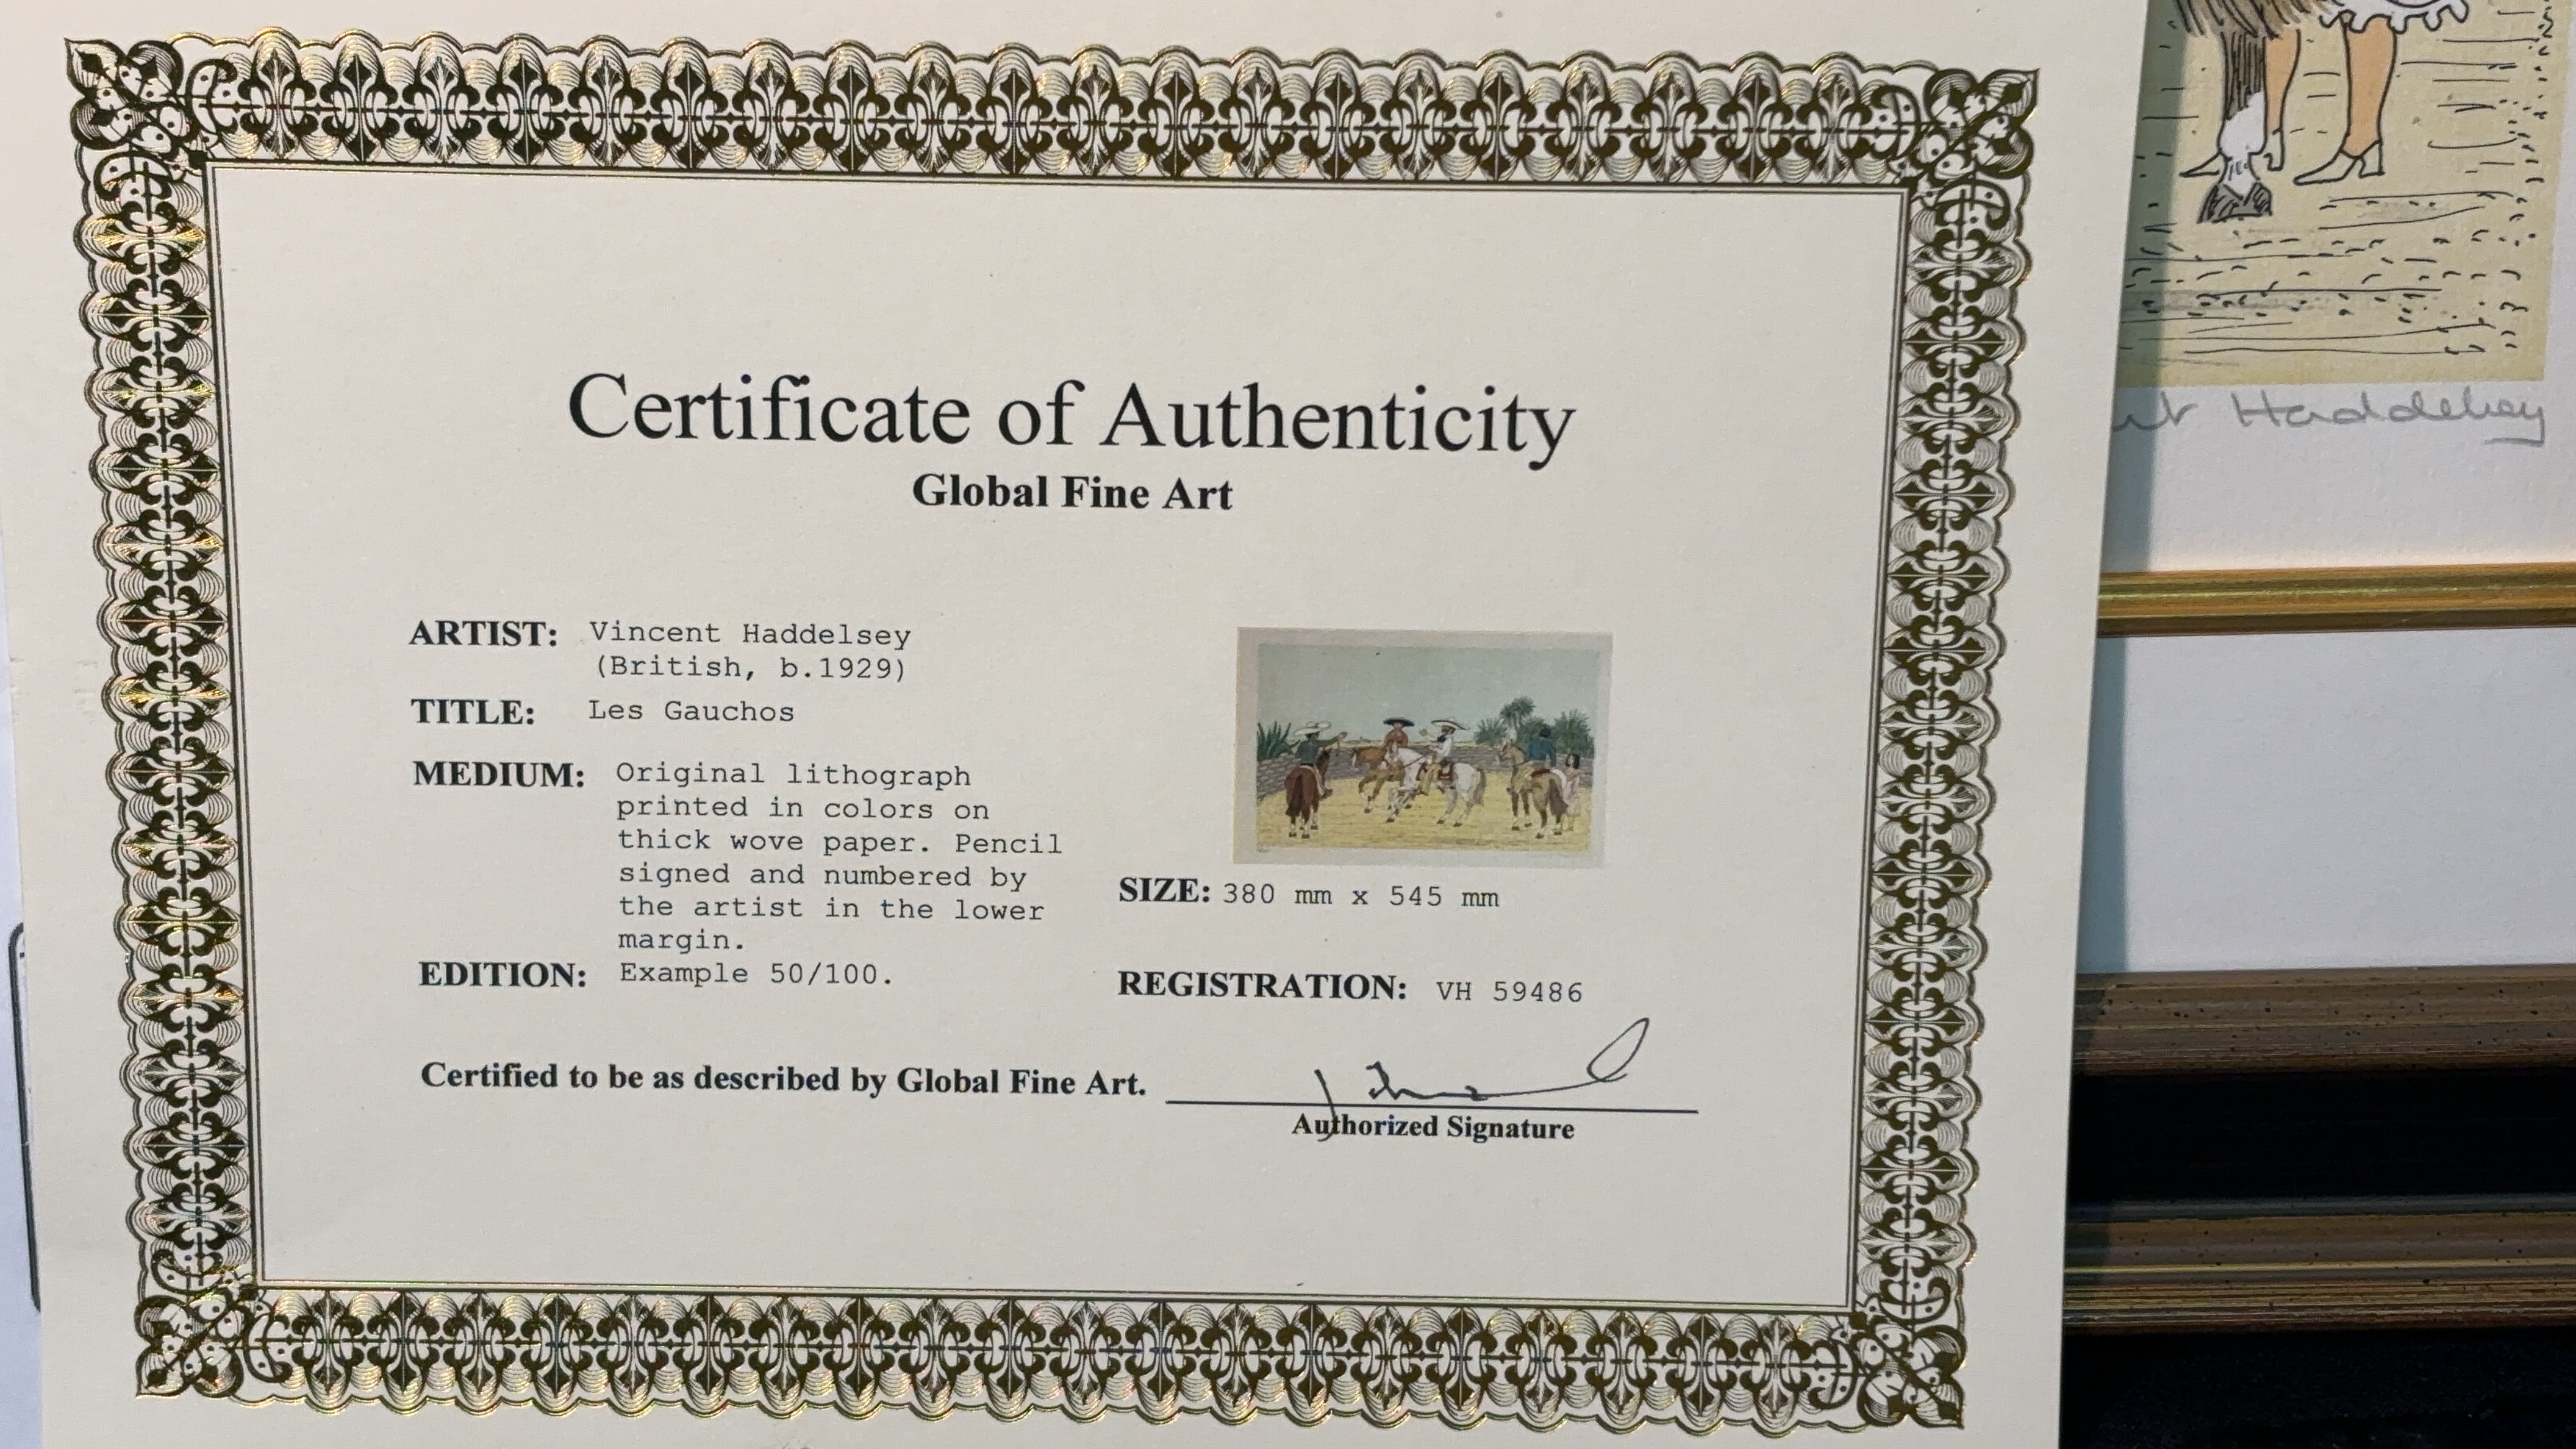 Certificate of Authenticity
Global Fine Art
ARTIST: Vincent Haddelsey
(British, b.1929)
TITLE: Les Gauchos
MEDIUM: Original lithograph
printed in colors on
thick wove paper. Pencil
signed and numbered by
the artist in the lower
margin.
EDITION: Example 50/100.
SIZE: 380 mm x 545 mm
REGISTRATION: VH 59486
Certified to be as described by Global Fine Art.
Authorized Signature
Haddelsey